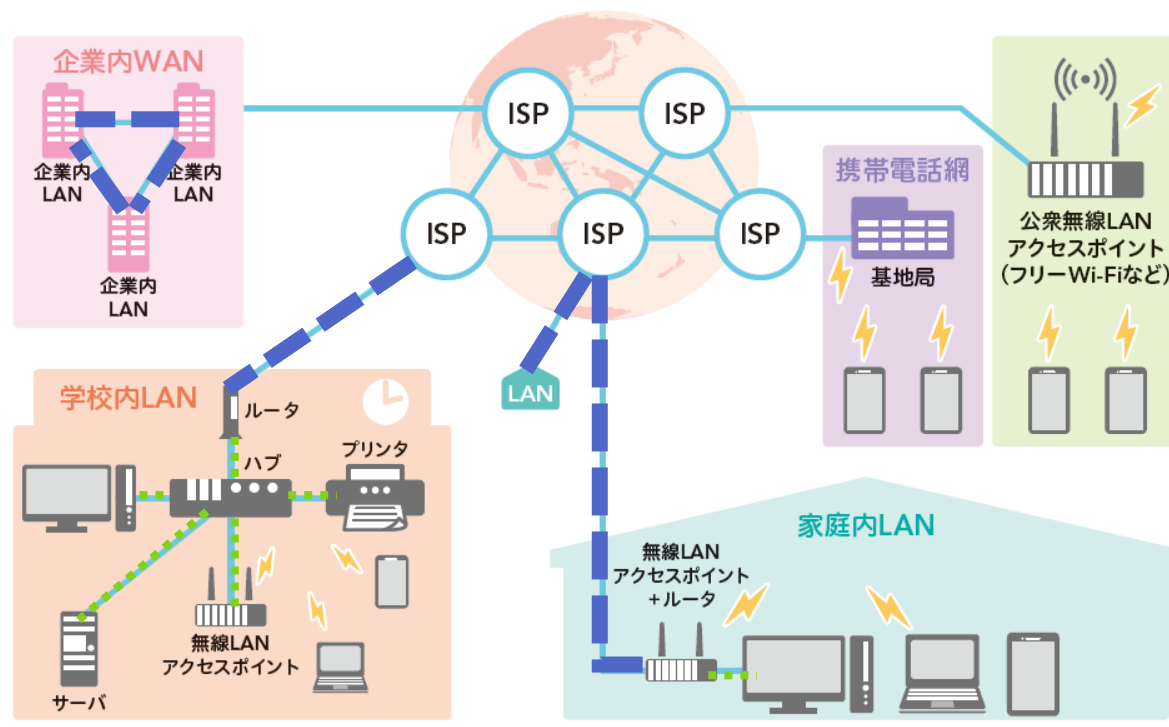 企業内WAN
企業内
LAN
企業内
LAN
企業内
LAN
ISP
ISP
ISP
ISP
ISP
携帯電話網
基地局
公衆無線LAN
アクセスポイント
（フリーWi-Fiなど）
LAN
学校内LAN
ルータ
ハブ
プリンタ
無線LAN
アクセスポイント
サーバ
家庭内LAN
無線LAN
アクセスポイント
+ルータ